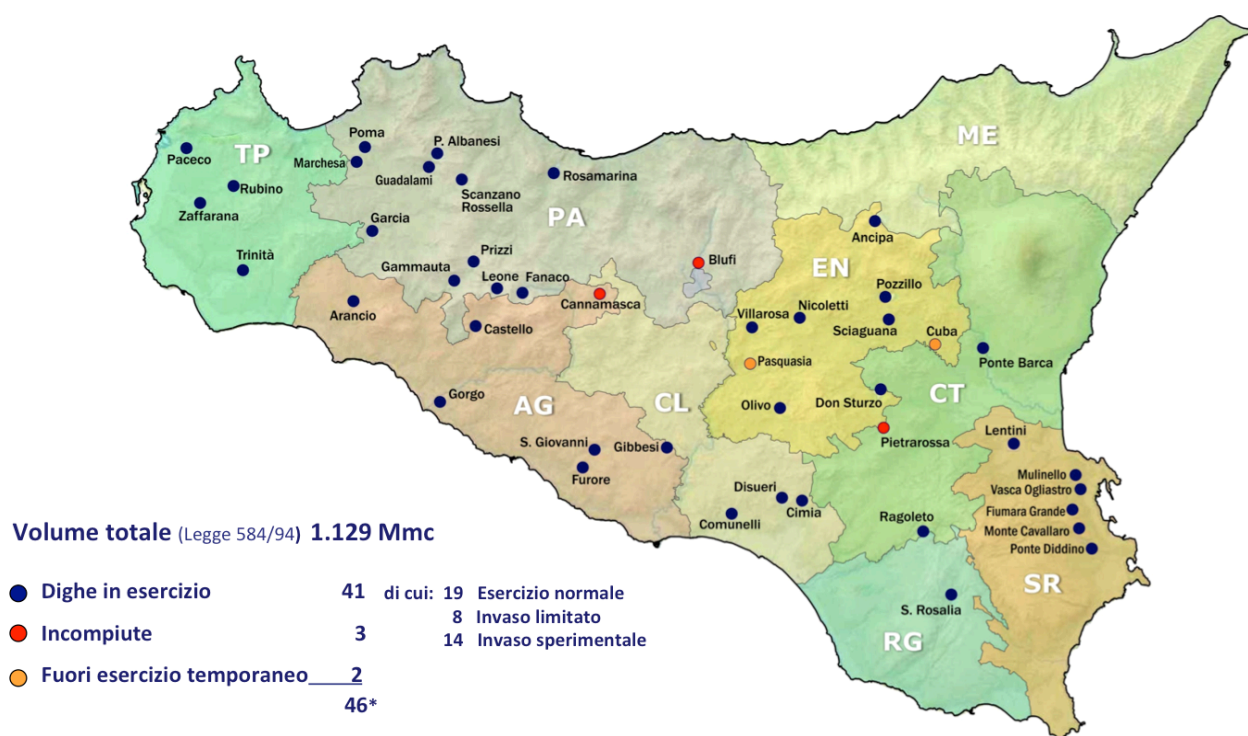 ME
Poma
P. Albanesi
Paceco
TP
Marchesa
Guadalami
Rosamarina
Rubino
Scanzano
Rossella
Zaffarana
Garcia
PA
Ancipa
Trinità
Prizzi
Blufi
EN
Gammauta
Leone
Fanaco
Pozzillo
Cannamasca
Nicoletti
Arancio
Castello
Villarosa
Sciaguana
Cuba
Ponte Barca
Pasquasia
Gorgo
AG
CL
Olivo
Don Sturzo
CT
S. Giovanni
Gibbesi
Pietrarossa
Lentini
Furore
Mulinello
Disueri
Vasca Ogliastro
Comunelli
Cimia
Ragoleto
Fiumara Grande
Monte Cavallaro
Ponte Diddino
SR
S. Rosalia
RG
Volume totale (Legge 584/94) 1.129 Mmc
Dighe in esercizio 41 di cui: 19 Esercizio normale
8 Invaso limitato
Incompiute 3
14 Invaso sperimentale
Fuori esercizio temporaneo 2
46*